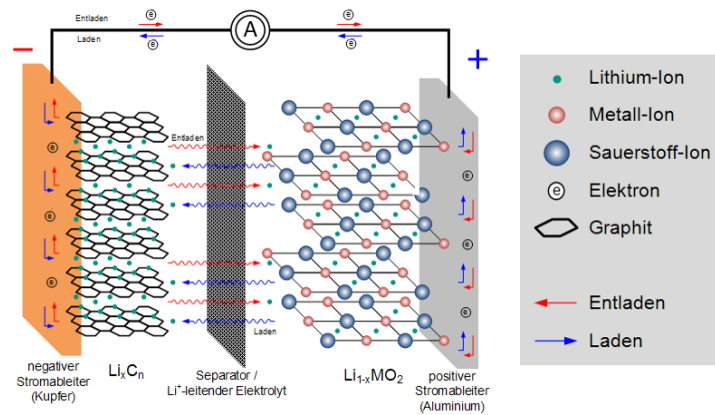 Entladen
e
e
Laden
e
e
A
−
+
Entladen
Laden
e
e
e
e
e
e
e
negativer
Stromableiter
(Kupfer)
LiₓCₙ
Separator /
Li⁺-leitender Elektrolyt
Li₁₋ₓMO₂
positiver
Stromableiter
(Aluminium)
Lithium-Ion
Metall-Ion
Sauerstoff-Ion
e Elektron
Graphit
Entladen
Laden